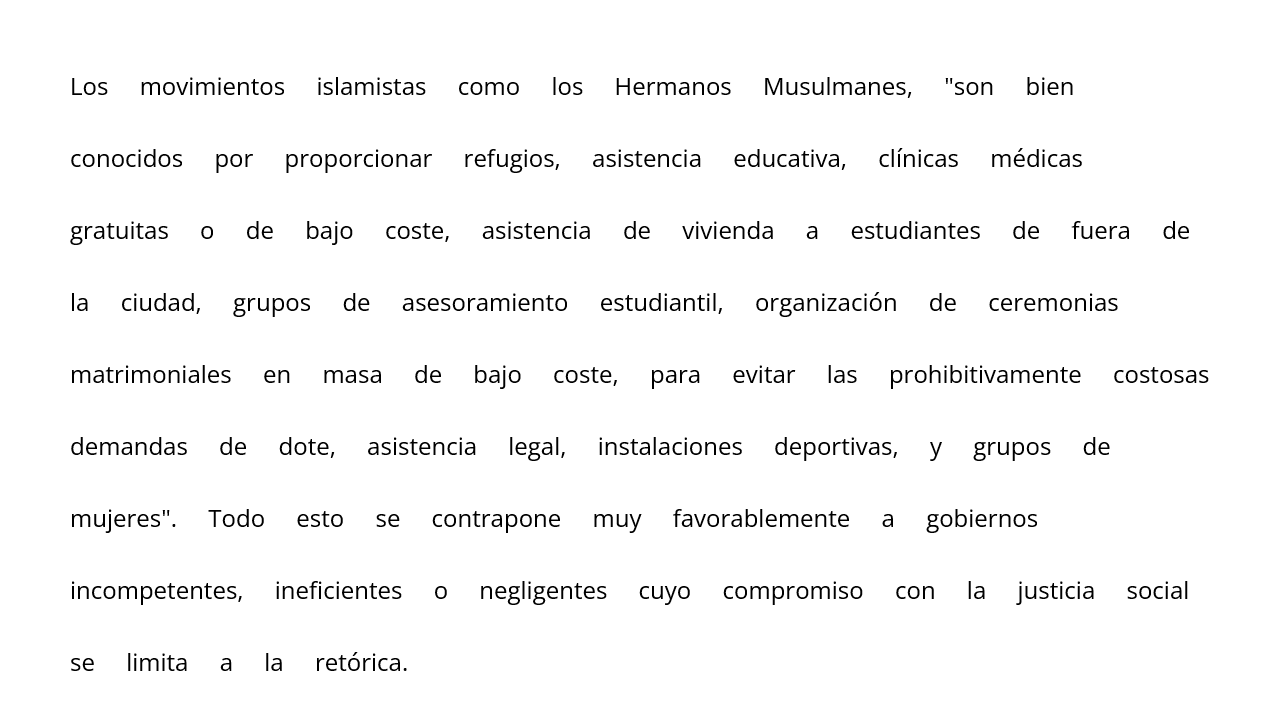 Los movimientos islamistas como los Hermanos Musulmanes, "son bien
conocidos por proporcionar refugios, asistencia educativa, clínicas médicas
gratuitas o de bajo coste, asistencia de vivienda a estudiantes de fuera de
la ciudad, grupos de asesoramiento estudiantil, organización de ceremonias
matrimoniales en masa de bajo coste, para evitar las prohibitivamente costosas
demandas de dote, asistencia legal, instalaciones deportivas, y grupos de
mujeres". Todo esto se contrapone muy favorablemente a gobiernos
incompetentes, ineficientes o negligentes cuyo compromiso con la justicia social
se limita a la retórica.